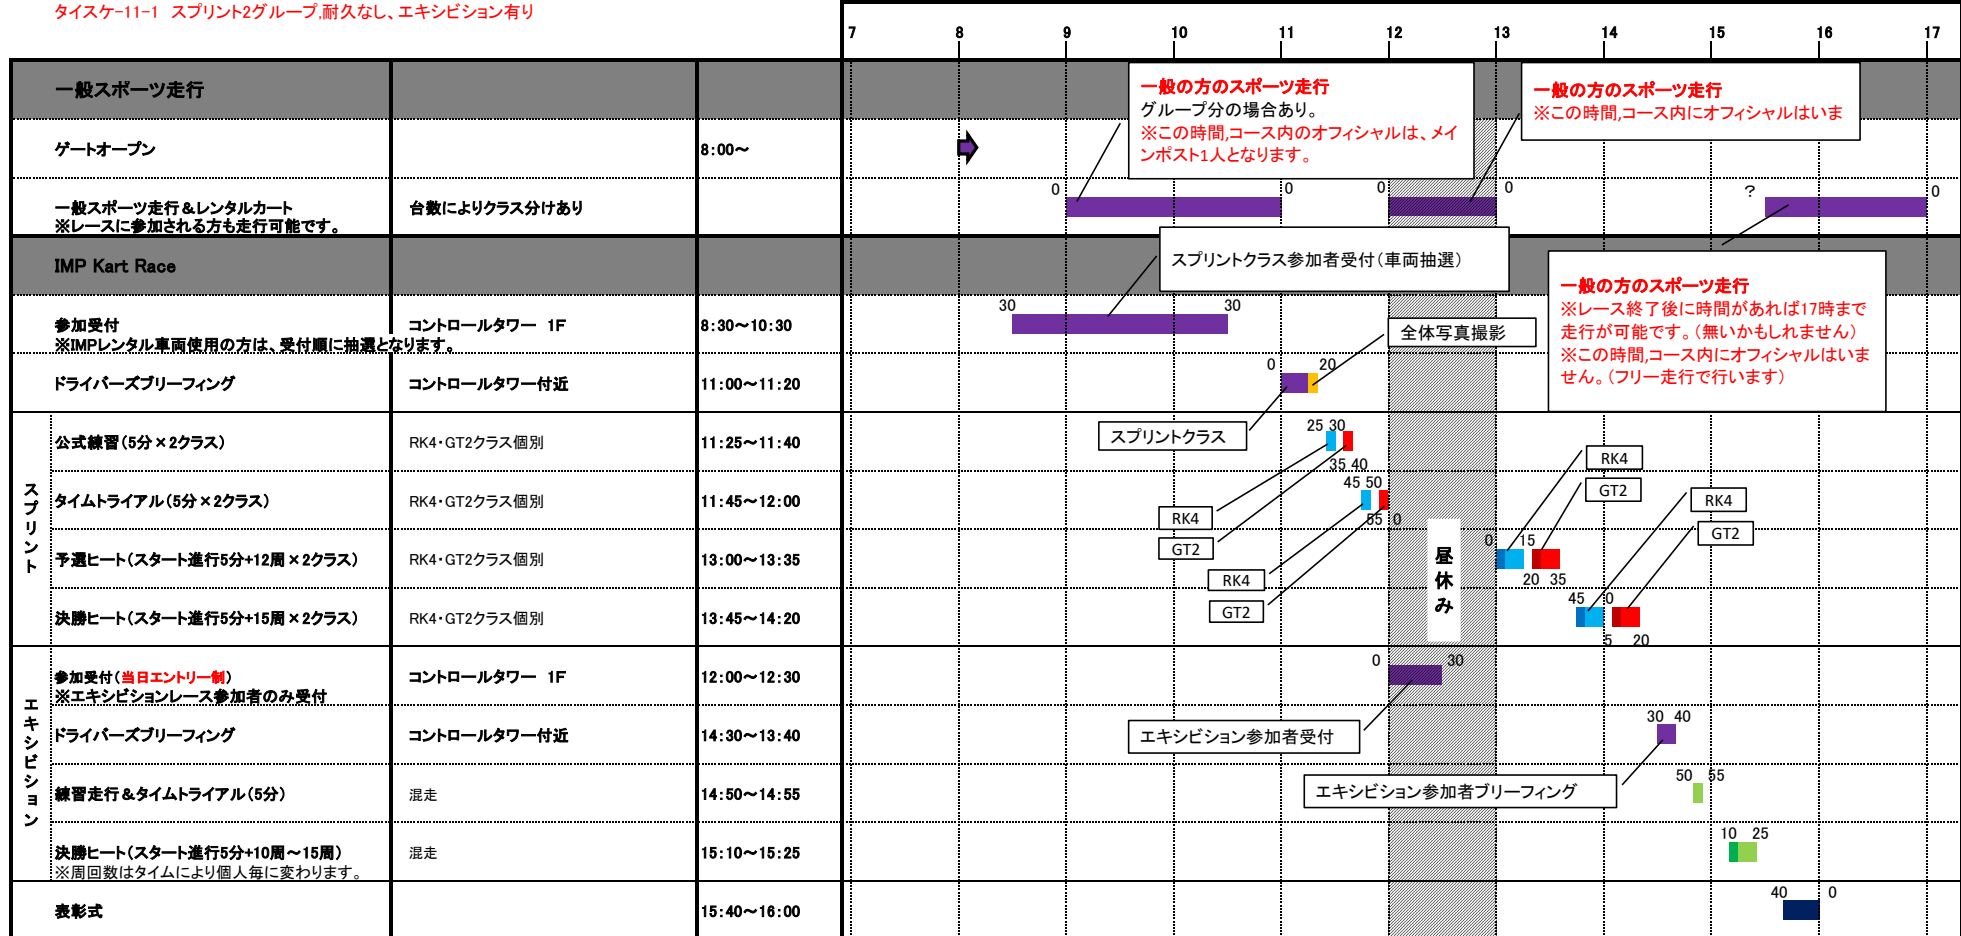 タイスケ-11-1 スプリント2グループ,耐久なし、エキシビション有り
7 8 9 10 11 12 13 14 15 16 17
一般スポーツ走行
一般の方のスポーツ走行
グループ分の場合あり。
※この時間,コース内のオフィシャルは、メイ
ンポスト1人となります。
一般の方のスポーツ走行
※この時間,コース内にオフィシャルはいま
ゲートオープン 8:00~
一般スポーツ走行&レンタルカート 台数によりクラス分けあり
※レースに参加される方も走行可能です。
0 0 0 0 ? 0
IMP Kart Race
スプリントクラス参加者受付(車両抽選)
一般の方のスポーツ走行
※レース終了後に時間があれば17時まで
走行が可能です。(無いかもしれません)
※この時間,コース内にオフィシャルはいま
せん。(フリー走行で行います)
参加受付 コントロールタワー 1F 8:30~10:30
※IMPレンタル車両使用の方は、受付順に抽選となります。
30 30
全体写真撮影
ドライバーズブリーフィング コントロールタワー付近 11:00~11:20
0 20
スプリントクラス
スプリント
公式練習(5分×2クラス) RK4・GT2クラス個別 11:25~11:40
25 30
35 40
タイムトライアル(5分×2クラス) RK4・GT2クラス個別 11:45~12:00
45 50
55 0
RK4
GT2
RK4
GT2
RK4
GT2
RK4
GT2
予選ヒート(スタート進行5分+12周×2クラス) RK4・GT2クラス個別 13:00~13:35
0 15
20 35
昼休み
決勝ヒート(スタート進行5分+15周×2クラス) RK4・GT2クラス個別 13:45~14:20
45 0
5 20
エキシビション
参加受付(当日エントリー制) コントロールタワー 1F 12:00~12:30
※エキシビションレース参加者のみ受付
0 30
エキシビション参加者受付
ドライバーズブリーフィング コントロールタワー付近 14:30~13:40
30 40
エキシビション参加者ブリーフィング
練習走行&タイムトライアル(5分) 混走 14:50~14:55
50 55
決勝ヒート(スタート進行5分+10周~15周) 混走 15:10~15:25
※周回数はタイムにより個人毎に変わります。
10 25
表彰式 15:40~16:00
40 0